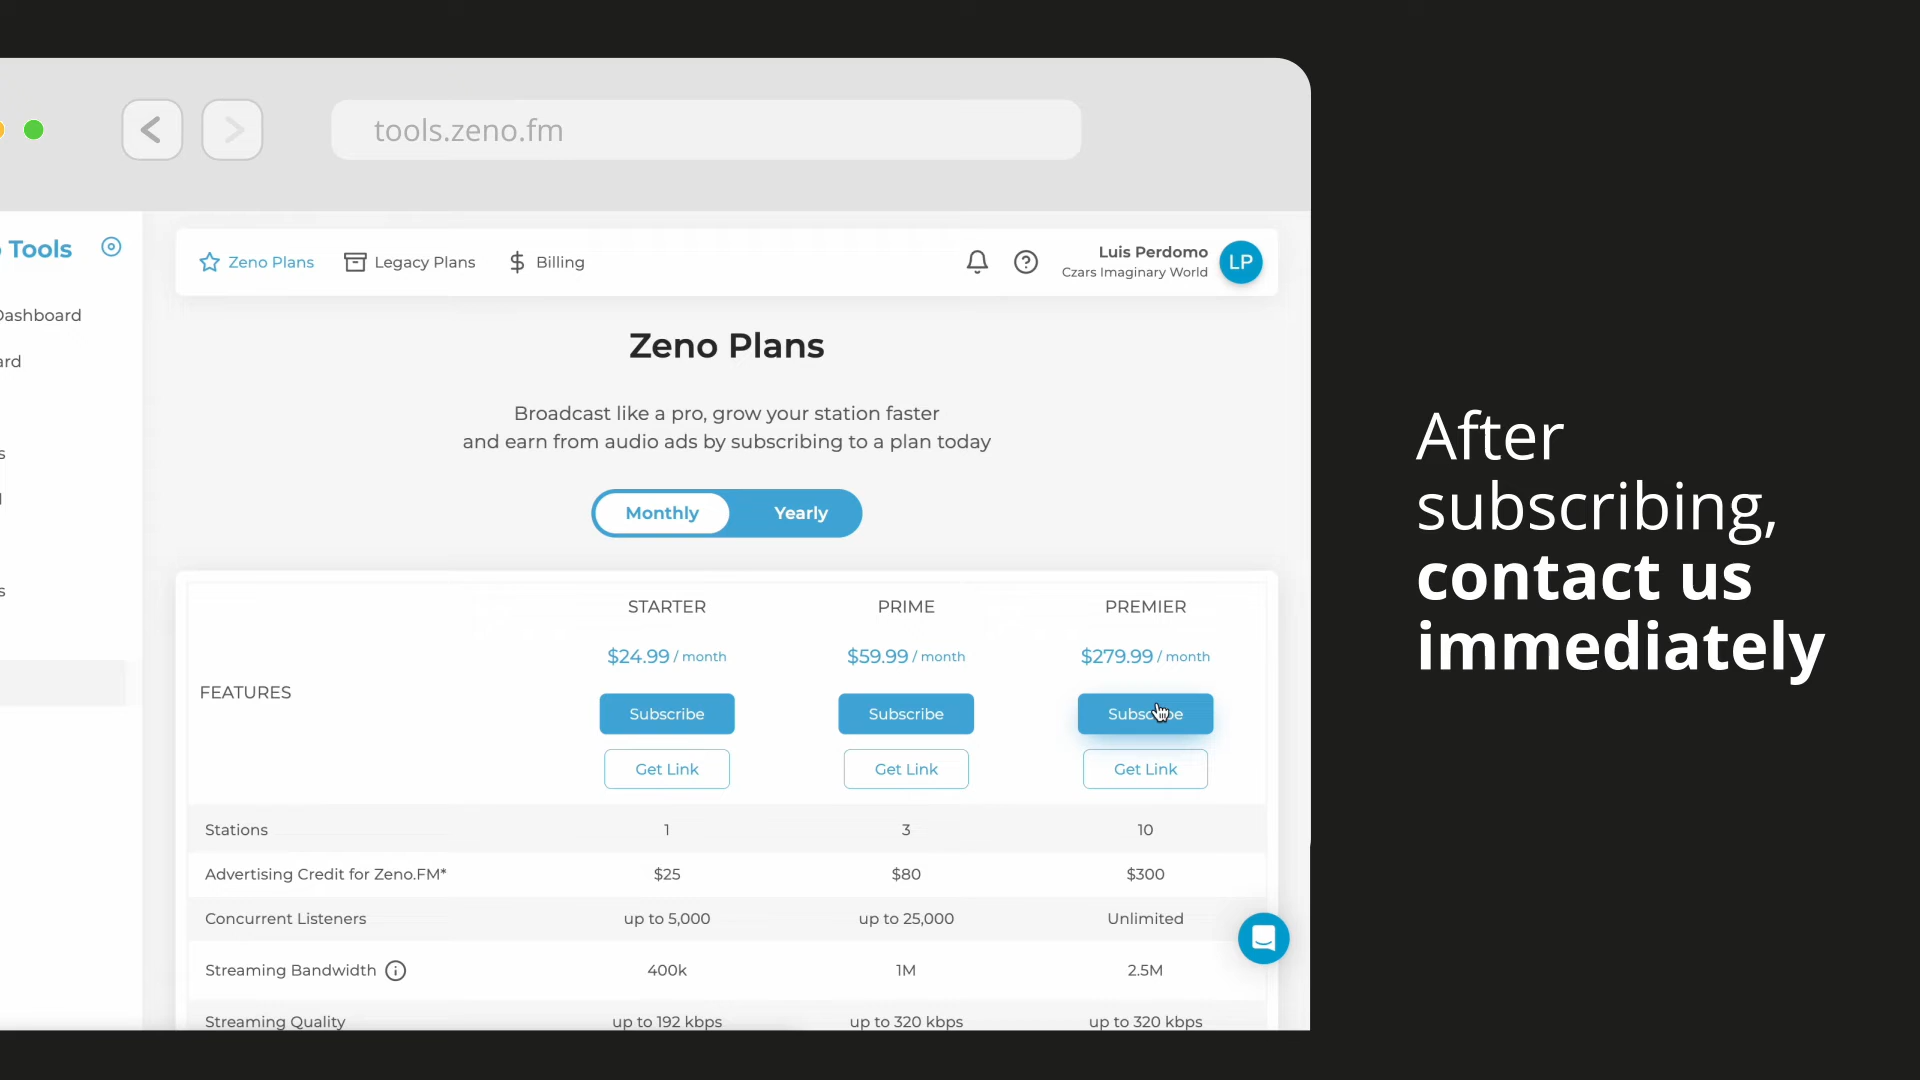 tools.zeno.fm
Tools
Zeno Plans
Legacy Plans
Billing
Luis Perdomo
Czars Imaginary World
LP
Zeno Plans
Broadcast like a pro, grow your station faster
and earn from audio ads by subscribing to a plan today
Monthly Yearly
FEATURES
STARTER PRIME PREMIER
$24.99 / month $59.99 / month $279.99 / month
Subscribe Subscribe Subscribe
Get Link Get Link Get Link
Stations 1 3 10
Advertising Credit for Zeno.FM* $25 $80 $300
Concurrent Listeners up to 5,000 up to 25,000 Unlimited
Streaming Bandwidth 400k 1M 2.5M
Streaming Quality up to 192 kbps up to 320 kbps up to 320 kbps
After
subscribing,
contact us
immediately